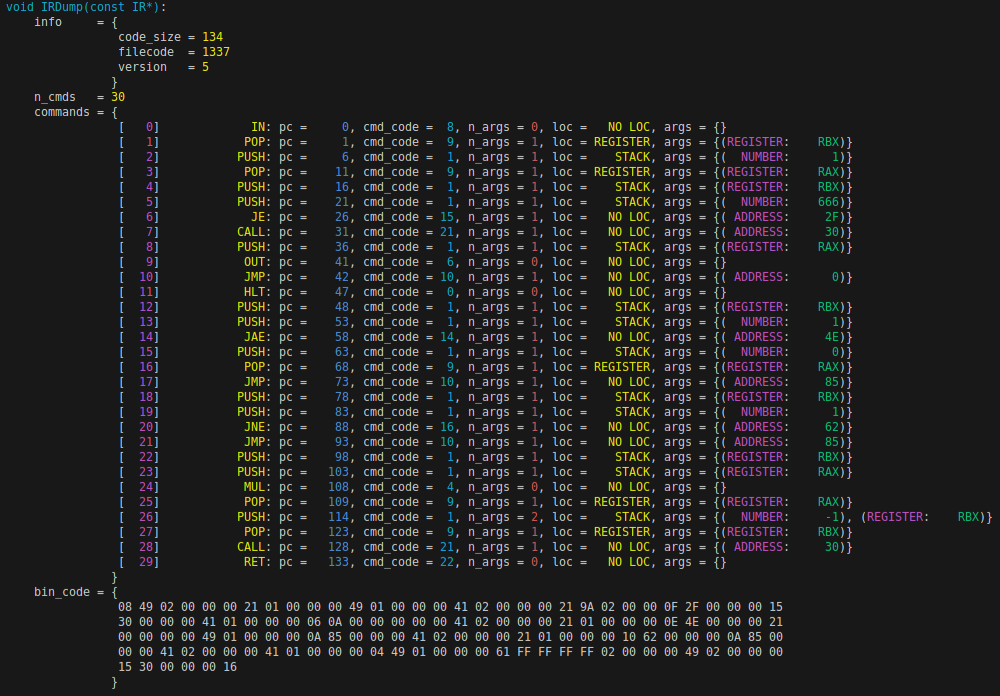 void IRDump(const IR*):
    info     = {
                code_size = 134
                filecode  = 1337
                version   = 5
               }
    n_cmds   = 30
    commands = {
                [   0]             IN: pc =     0, cmd_code =  8, n_args = 0, loc =   NO LOC, args = {}
                [   1]            POP: pc =     1, cmd_code =  9, n_args = 1, loc = REGISTER, args = {(REGISTER:    RBX)}
                [   2]           PUSH: pc =     6, cmd_code =  1, n_args = 1, loc =    STACK, args = {(  NUMBER:      1)}
                [   3]            POP: pc =    11, cmd_code =  9, n_args = 1, loc = REGISTER, args = {(REGISTER:    RAX)}
                [   4]           PUSH: pc =    16, cmd_code =  1, n_args = 1, loc =    STACK, args = {(REGISTER:    RBX)}
                [   5]           PUSH: pc =    21, cmd_code =  1, n_args = 1, loc =    STACK, args = {(  NUMBER:    666)}
                [   6]             JE: pc =    26, cmd_code = 15, n_args = 1, loc =   NO LOC, args = {( ADDRESS:     2F)}
                [   7]           CALL: pc =    31, cmd_code = 21, n_args = 1, loc =   NO LOC, args = {( ADDRESS:     30)}
                [   8]           PUSH: pc =    36, cmd_code =  1, n_args = 1, loc =    STACK, args = {(REGISTER:    RAX)}
                [   9]            OUT: pc =    41, cmd_code =  6, n_args = 0, loc =   NO LOC, args = {}
                [  10]            JMP: pc =    42, cmd_code = 10, n_args = 1, loc =   NO LOC, args = {( ADDRESS:      0)}
                [  11]            HLT: pc =    47, cmd_code =  0, n_args = 0, loc =   NO LOC, args = {}
                [  12]           PUSH: pc =    48, cmd_code =  1, n_args = 1, loc =    STACK, args = {(REGISTER:    RBX)}
                [  13]           PUSH: pc =    53, cmd_code =  1, n_args = 1, loc =    STACK, args = {(  NUMBER:      1)}
                [  14]            JAE: pc =    58, cmd_code = 14, n_args = 1, loc =   NO LOC, args = {( ADDRESS:     4E)}
                [  15]           PUSH: pc =    63, cmd_code =  1, n_args = 1, loc =    STACK, args = {(  NUMBER:      0)}
                [  16]            POP: pc =    68, cmd_code =  9, n_args = 1, loc = REGISTER, args = {(REGISTER:    RAX)}
                [  17]            JMP: pc =    73, cmd_code = 10, n_args = 1, loc =   NO LOC, args = {( ADDRESS:     85)}
                [  18]           PUSH: pc =    78, cmd_code =  1, n_args = 1, loc =    STACK, args = {(REGISTER:    RBX)}
                [  19]           PUSH: pc =    83, cmd_code =  1, n_args = 1, loc =    STACK, args = {(  NUMBER:      1)}
                [  20]            JNE: pc =    88, cmd_code = 16, n_args = 1, loc =   NO LOC, args = {( ADDRESS:     62)}
                [  21]            JMP: pc =    93, cmd_code = 10, n_args = 1, loc =   NO LOC, args = {( ADDRESS:     85)}
                [  22]           PUSH: pc =    98, cmd_code =  1, n_args = 1, loc =    STACK, args = {(REGISTER:    RBX)}
                [  23]           PUSH: pc =   103, cmd_code =  1, n_args = 1, loc =    STACK, args = {(REGISTER:    RAX)}
                [  24]            MUL: pc =   108, cmd_code =  4, n_args = 0, loc =   NO LOC, args = {}
                [  25]            POP: pc =   109, cmd_code =  9, n_args = 1, loc = REGISTER, args = {(REGISTER:    RAX)}
                [  26]           PUSH: pc =   114, cmd_code =  1, n_args = 2, loc =    STACK, args = {(  NUMBER:     -1), (REGISTER:    RBX)}
                [  27]            POP: pc =   123, cmd_code =  9, n_args = 1, loc = REGISTER, args = {(REGISTER:    RBX)}
                [  28]           CALL: pc =   128, cmd_code = 21, n_args = 1, loc =   NO LOC, args = {( ADDRESS:     30)}
                [  29]            RET: pc =   133, cmd_code = 22, n_args = 0, loc =   NO LOC, args = {}
               }
    bin_code = {
                08 49 02 00 00 00 21 01 00 00 00 49 01 00 00 00 41 02 00 00 00 21 9A 02 00 00 0F 2F 00 00 00 15
                30 00 00 00 41 01 00 00 00 06 0A 00 00 00 00 00 41 02 00 00 00 21 01 00 00 00 0E 4E 00 00 00 21
                00 00 00 00 49 01 00 00 00 0A 85 00 00 00 41 02 00 00 00 21 01 00 00 00 10 62 00 00 00 0A 85 00
                00 00 41 02 00 00 00 41 01 00 00 00 04 49 01 00 00 00 61 FF FF FF FF 02 00 00 00 49 02 00 00 00
                15 30 00 00 00 16
               }